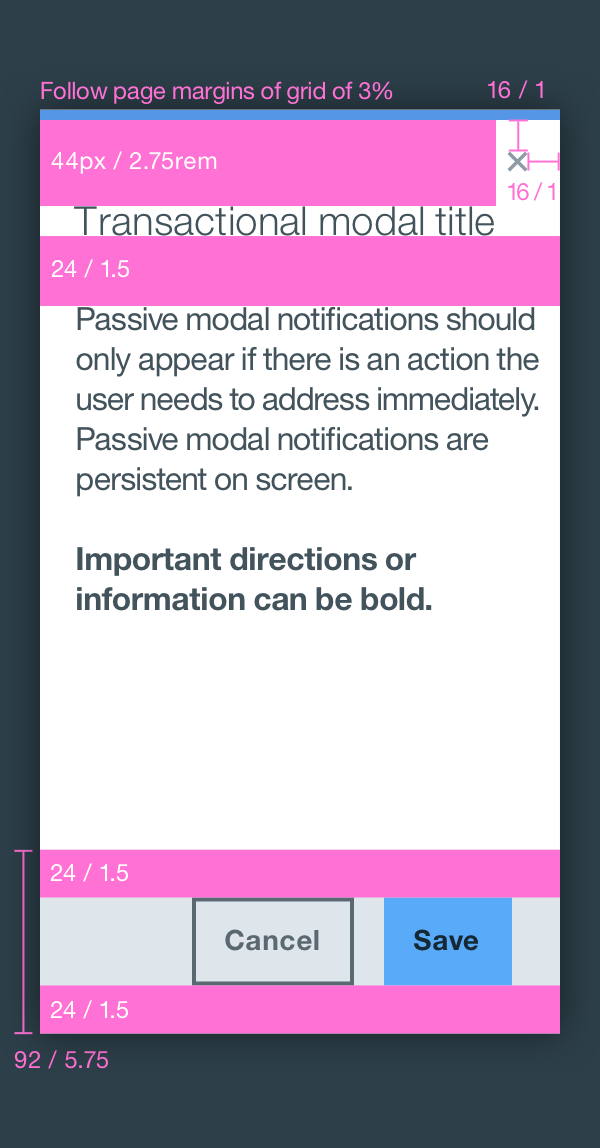 Follow page margins of grid of 3%
16 / 1
44px / 2.75rem
16 / 1
Transactional modal title
24 / 1.5
Passive modal notifications should
only appear if there is an action the
user needs to address immediately.
Passive modal notifications are
persistent on screen.
Important directions or
information can be bold.
24 / 1.5
Cancel
Save
24 / 1.5
92 / 5.75